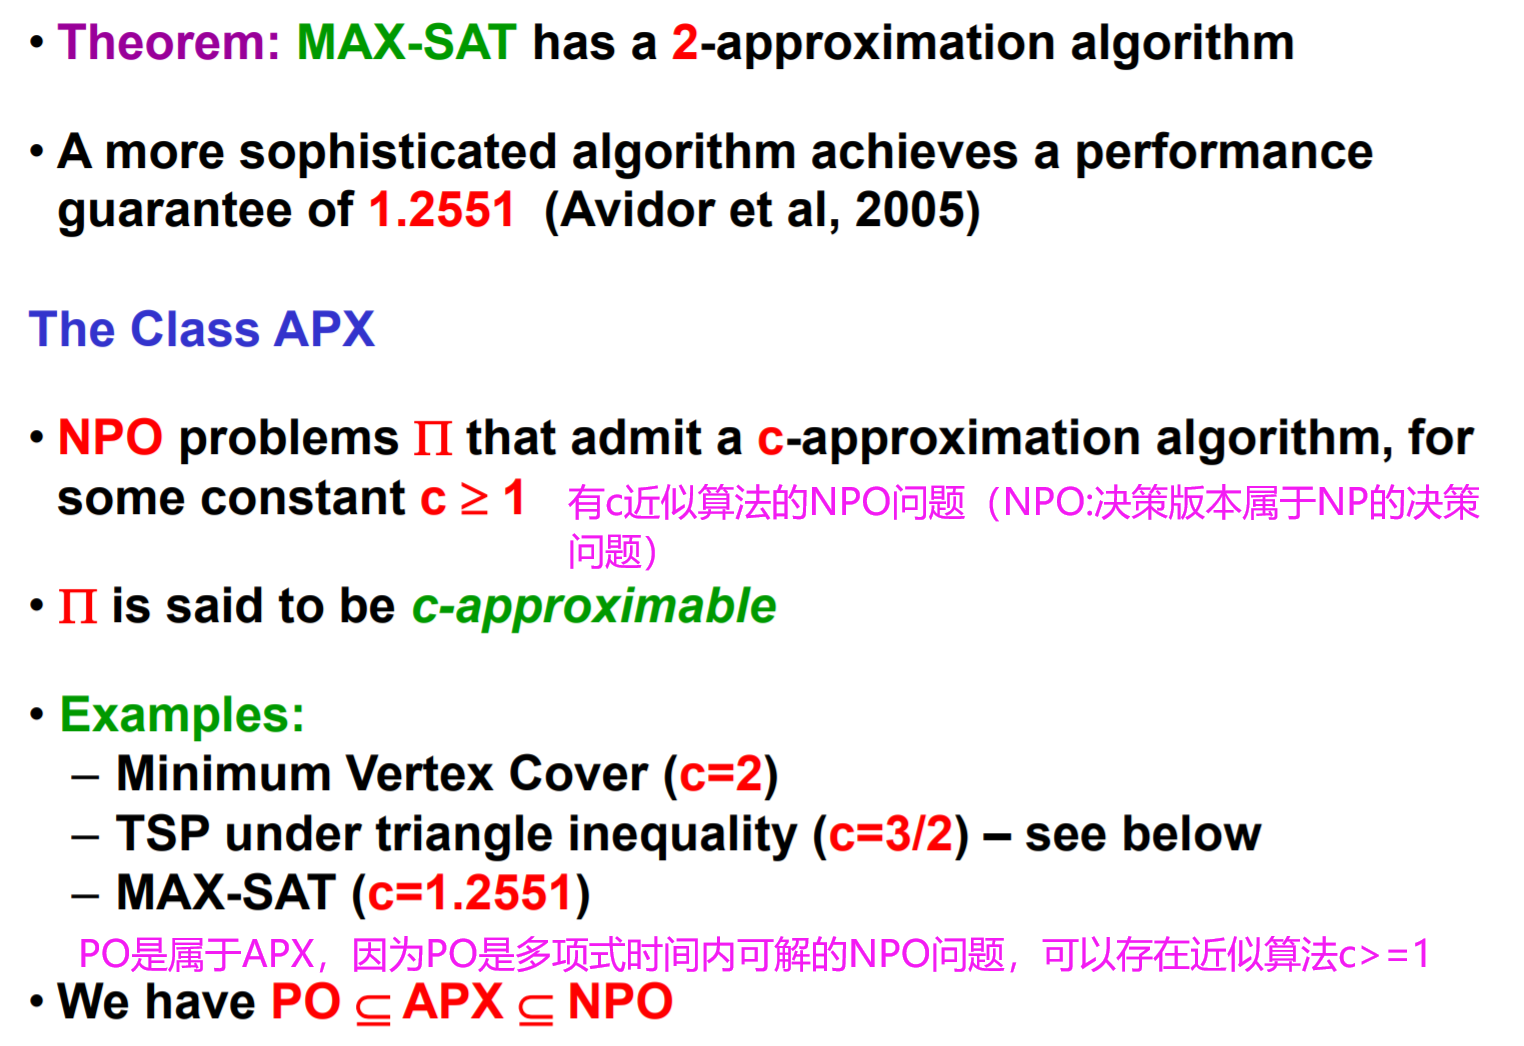 • Theorem: MAX-SAT has a 2-approximation algorithm
• A more sophisticated algorithm achieves a performance
guarantee of 1.2551 (Avidor et al, 2005)
The Class APX
• NPO problems Π that admit a c-approximation algorithm, for
some constant c ≥ 1 有c近似算法的NPO问题（NPO:决策版本属于NP的决策
问题）
• Π is said to be c-approximable
• Examples:
– Minimum Vertex Cover (c=2)
– TSP under triangle inequality (c=3/2) – see below
– MAX-SAT (c=1.2551)
PO是属于APX，因为PO是多项式时间内可解的NPO问题，可以存在近似算法c>=1
• We have PO ⊆ APX ⊆ NPO